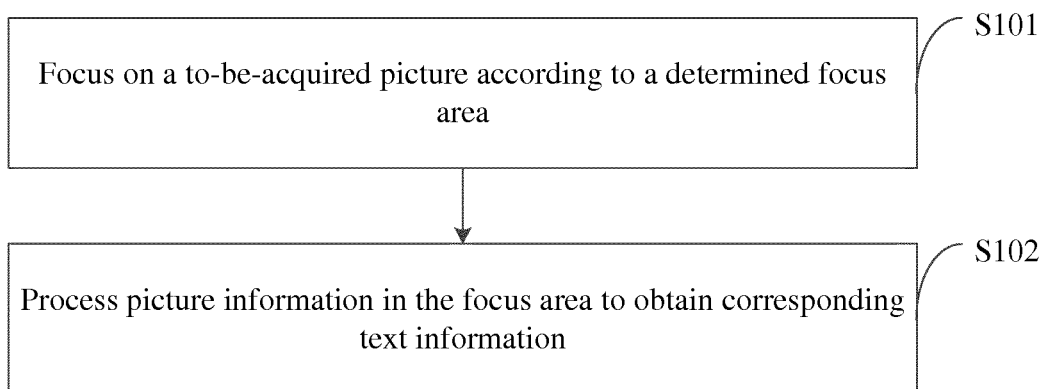 S101
Focus on a to-be-acquired picture according to a determined focus
area
S102
Process picture information in the focus area to obtain corresponding
text information